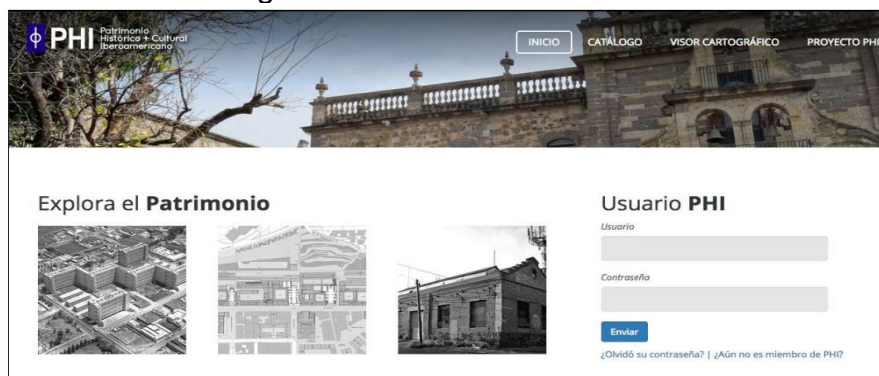 PHI
Patrimonio
Histórico + Cultural
Iberoamericano
INICIO
CATÁLOGO
VISOR CARTOGRÁFICO
PROYECTO PHI
Explora el Patrimonio
Usuario PHI
Usuario
Contraseña
Enviar
¿Olvidó su contraseña? | ¿Aún no es miembro de PHI?